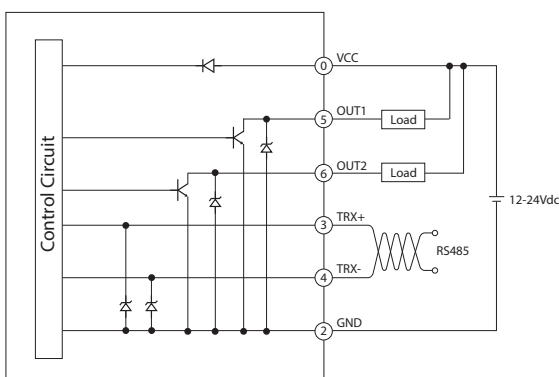 Control Circuit
0 VCC
5 OUT1 Load
6 OUT2 Load
12-24Vdc
3 TRX+
RS485
4 TRX-
2 GND